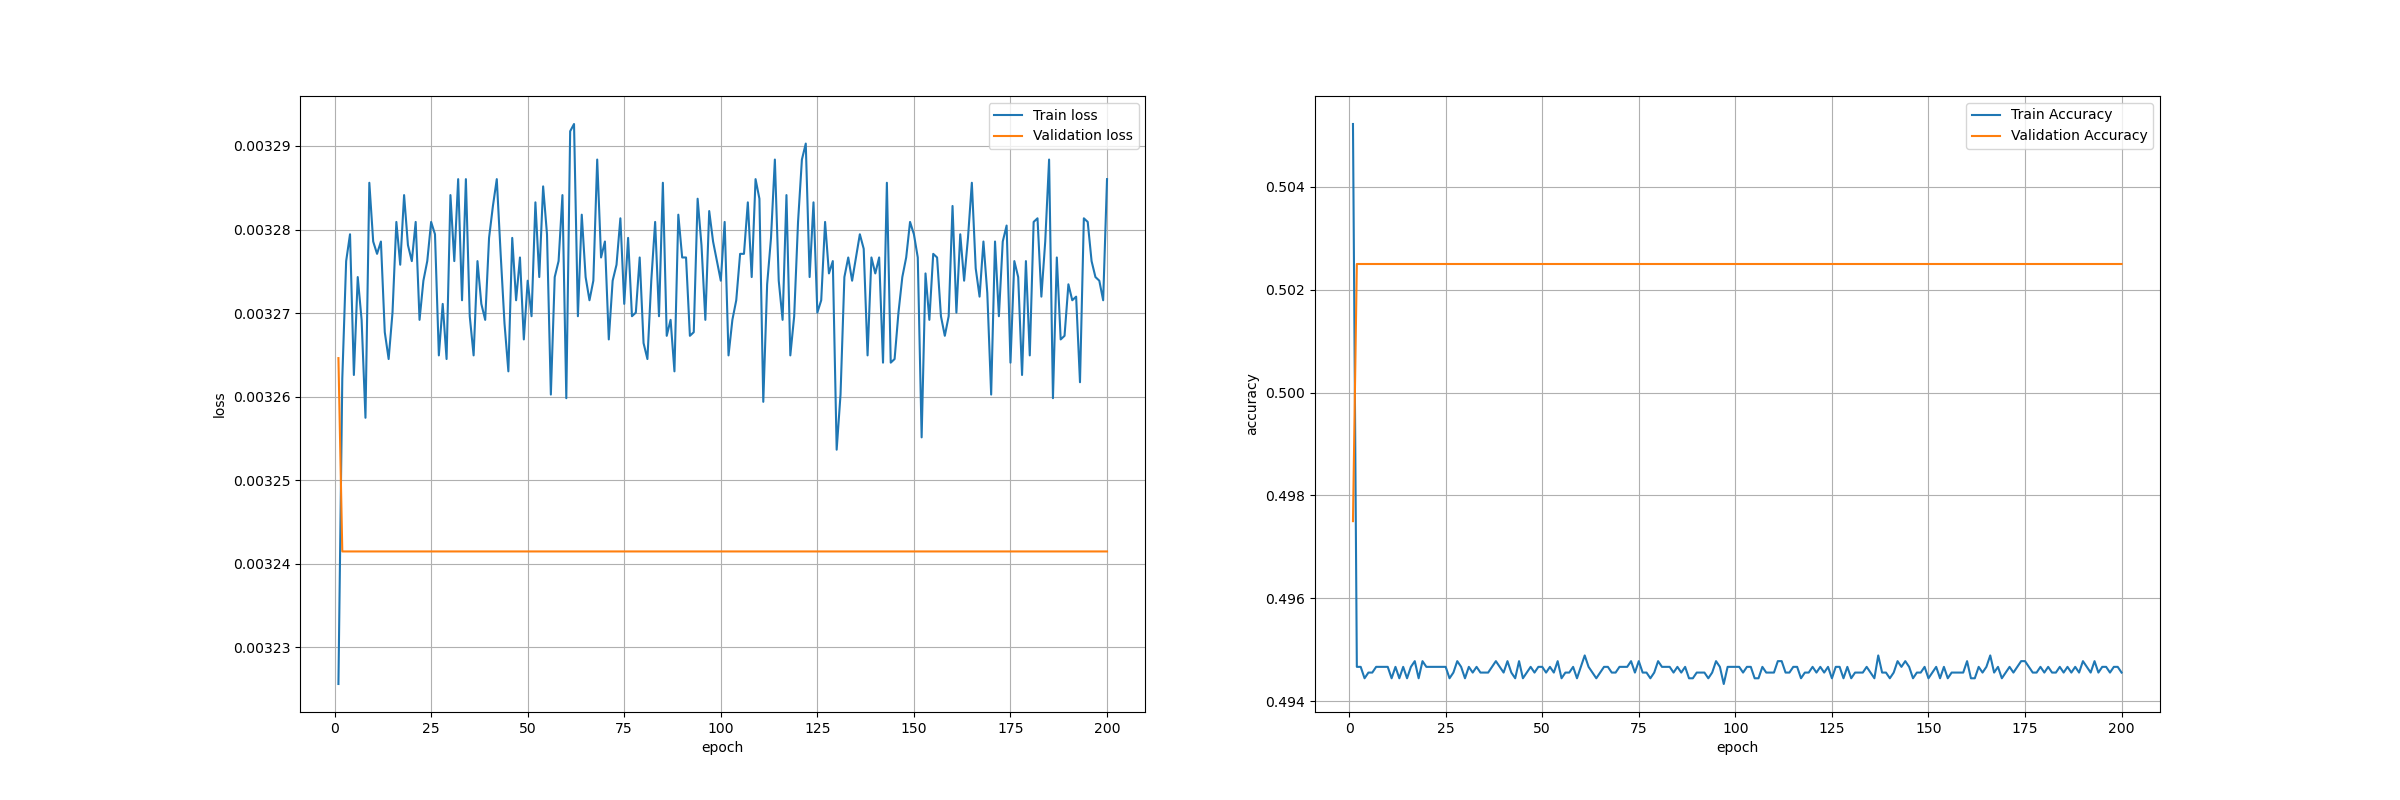 Train loss
Validation loss
0.00329
0.00328
0.00327
0.00326
0.00325
0.00324
0.00323
loss
0 25 50 75 100 125 150 175 200
epoch
Train Accuracy
Validation Accuracy
0.504
0.502
0.500
0.498
0.496
0.494
accuracy
0 25 50 75 100 125 150 175 200
epoch